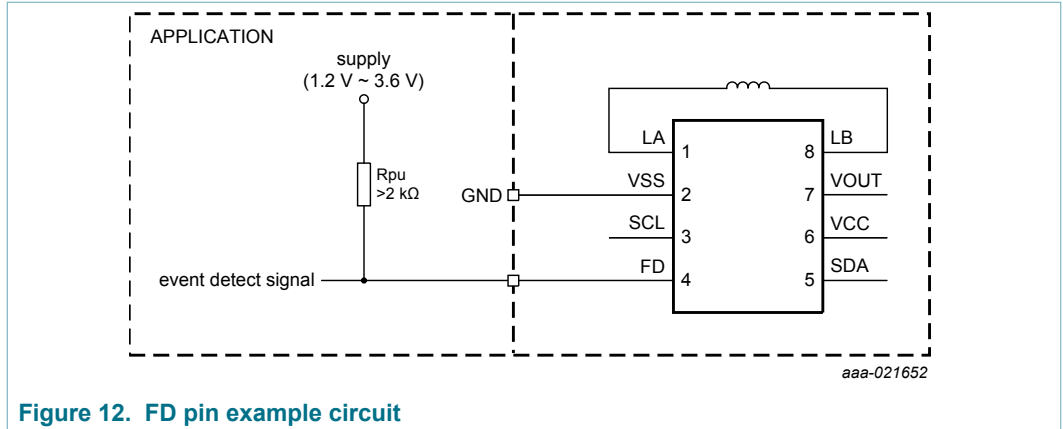 APPLICATION
supply
(1.2 V ~ 3.6 V)
Rpu
>2 kΩ
GND
event detect signal
LA
1
8
LB
VSS
2
7
VOUT
SCL
3
6
VCC
FD
4
5
SDA
aaa-021652
Figure 12. FD pin example circuit